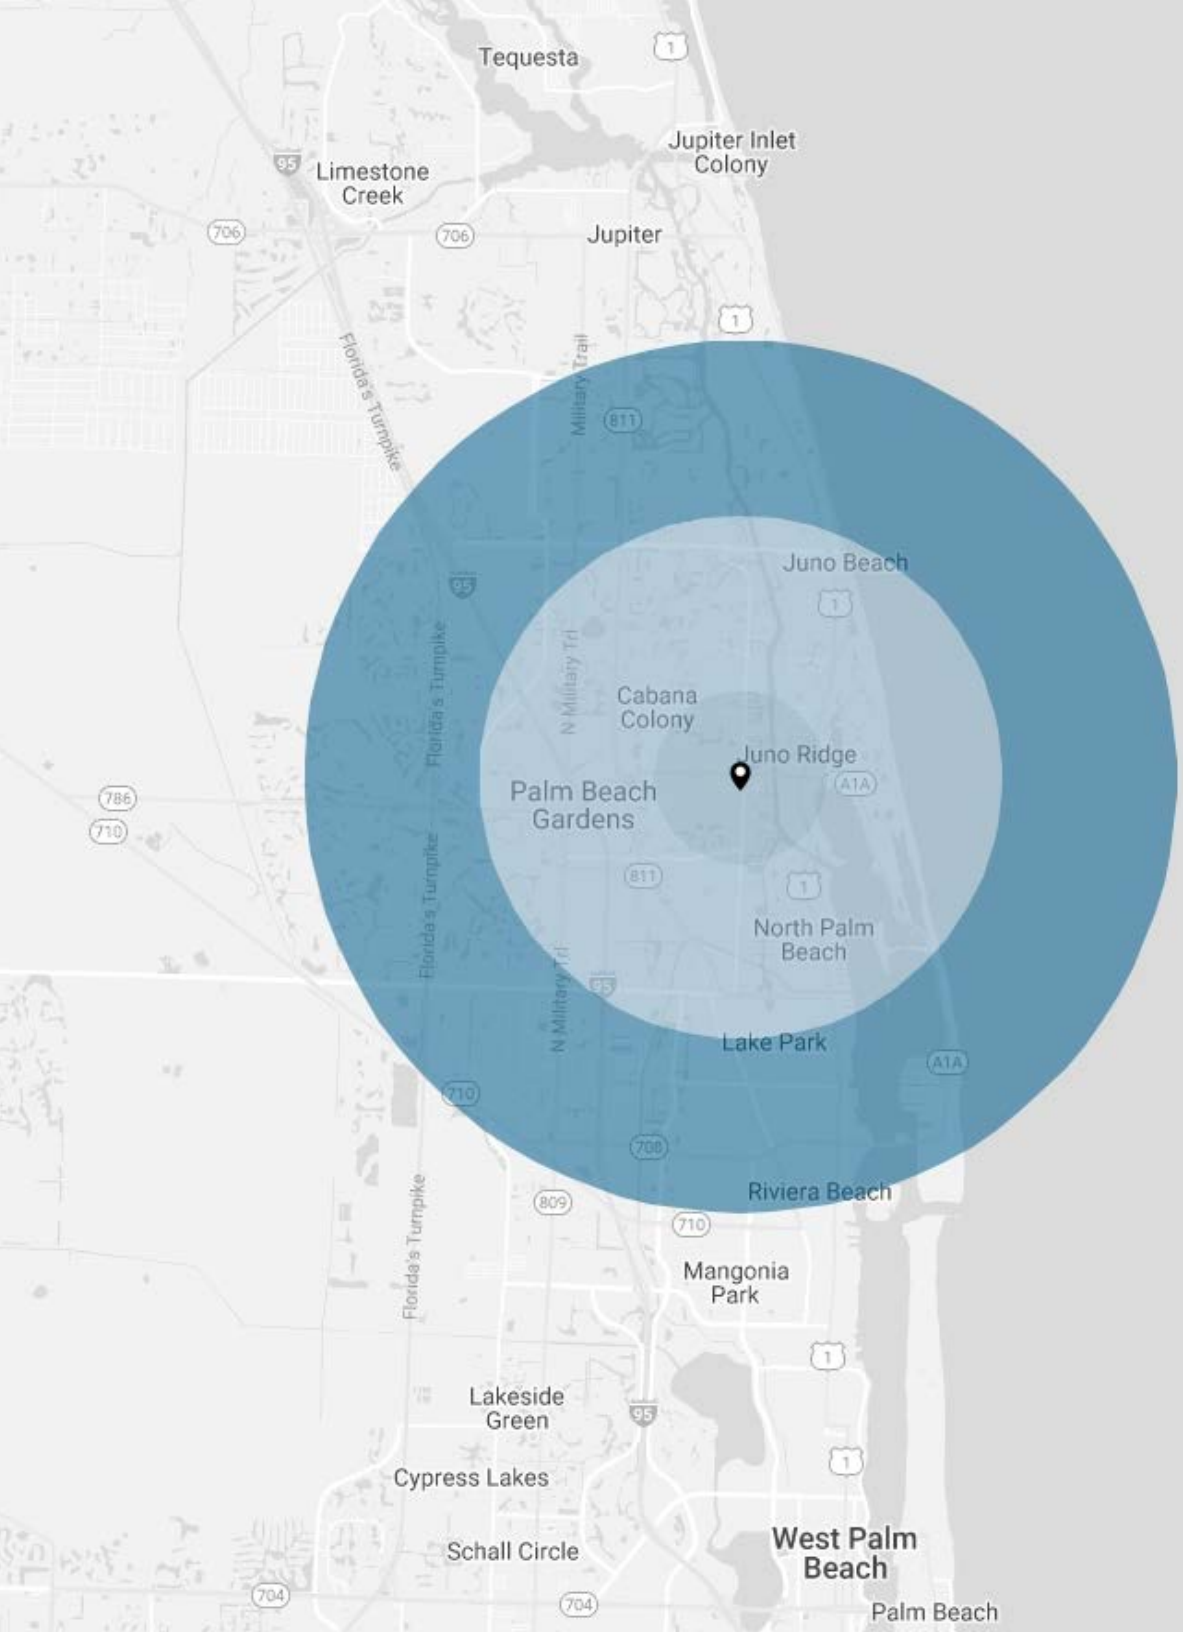 Tequesta
1
Jupiter Inlet
Colony
95
Limestone
Creek
706
706
Jupiter
1
Florida's Turnpike
Military Trail
811
Juno Beach
95
1
Florida's Turnpike
N Military Trl
Cabana
Colony
Juno Ridge
A1A
Palm Beach
Gardens
786
710
811
1
Florida's Turnpike
North Palm
Beach
N Military Trl
95
Lake Park
A1A
710
708
Riviera Beach
809
710
Florida's Turnpike
Mangonia
Park
1
Lakeside
Green
95
1
Cypress Lakes
West Palm
Beach
Schall Circle
704
704
Palm Beach